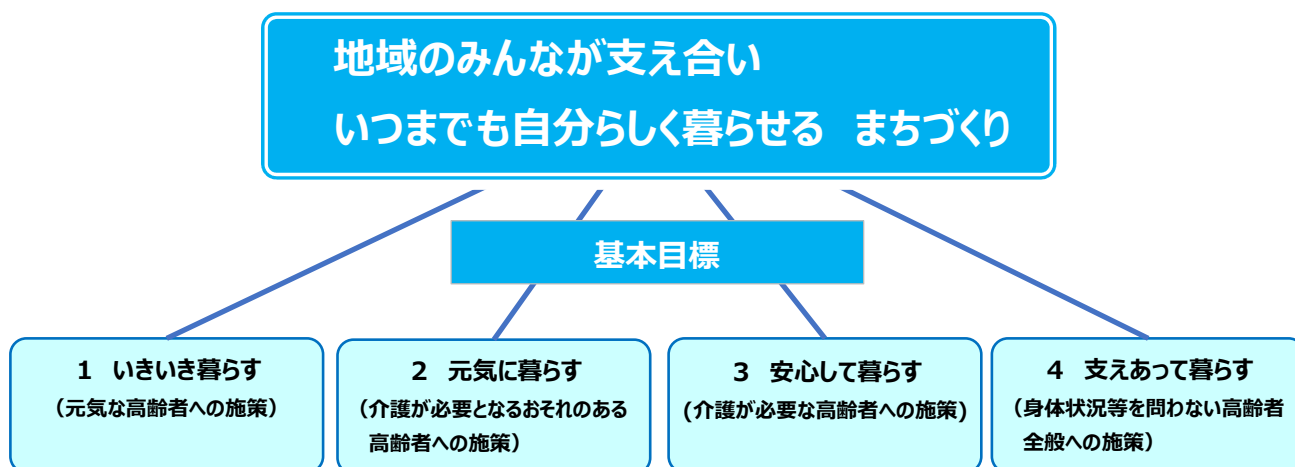 地域のみんなが支え合い
いつまでも自分らしく暮らせる　まちづくり
基本目標
1　いきいき暮らす
（元気な高齢者への施策）
2　元気に暮らす
（介護が必要となるおそれのある
高齢者への施策）
3　安心して暮らす
(介護が必要な高齢者への施策)
4　支えあって暮らす
（身体状況等を問わない高齢者
全般への施策）